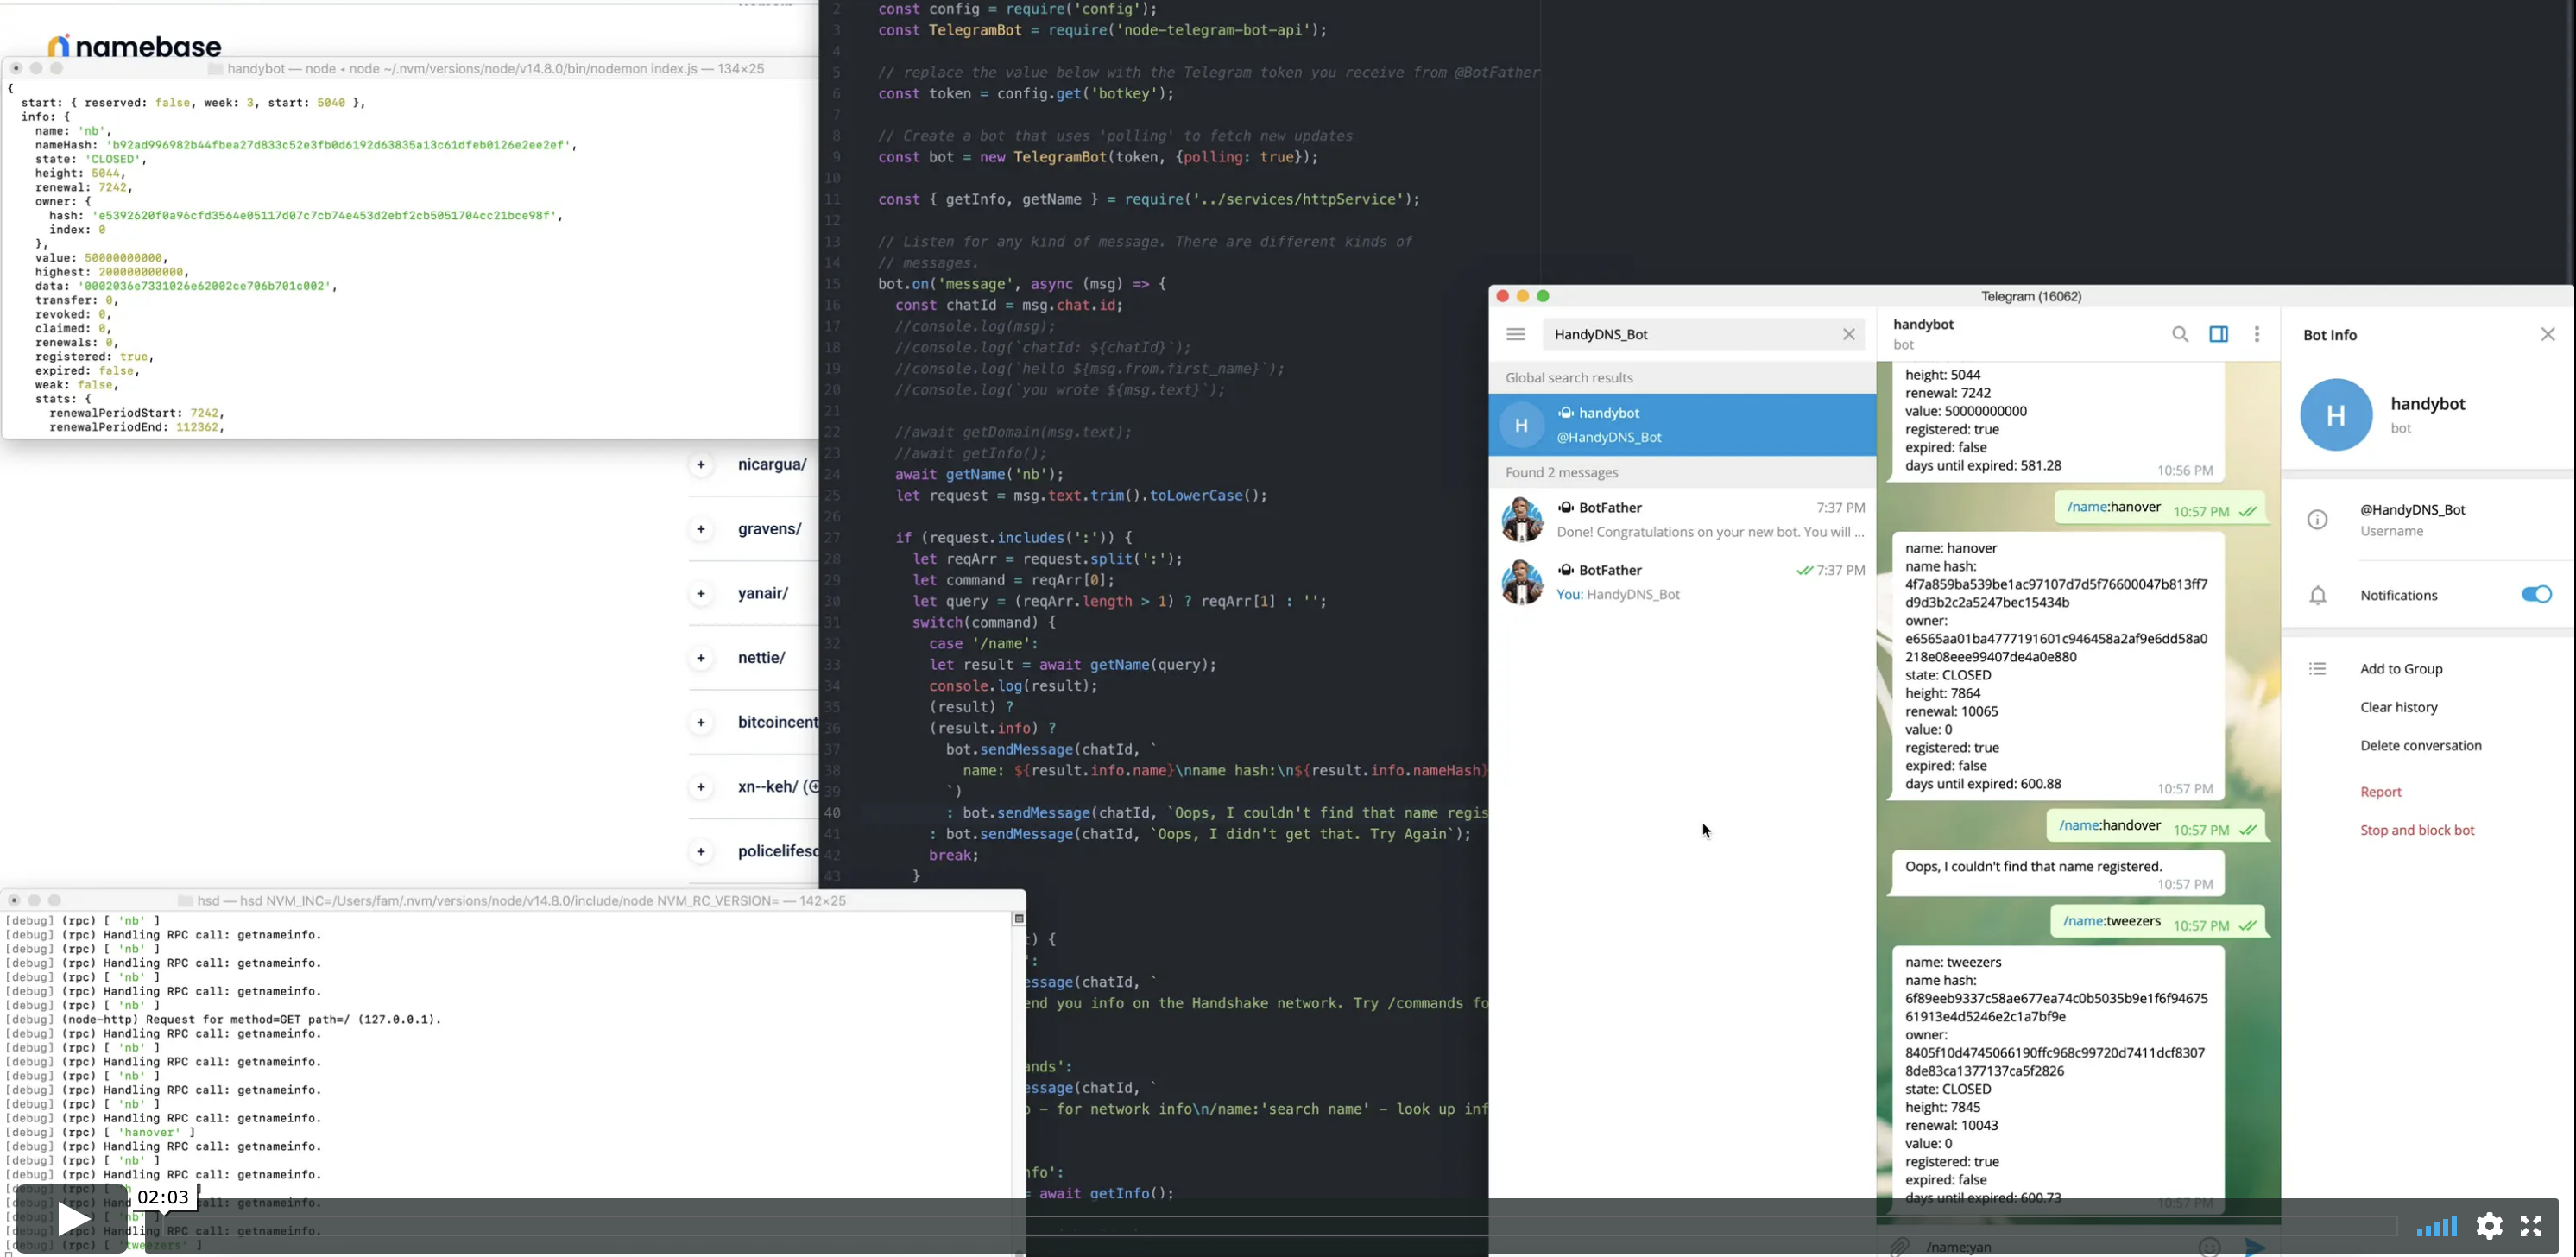 namebase
handybot — node • node ~/.nvm/versions/node/v14.8.0/bin/nodemon index.js — 134×25
{
start: { reserved: false, week: 3, start: 5040 },
info: {
name: 'nb',
nameHash: 'b92ad996982b44fbea27d833c52e3fb0d6192d63835a13c61dfeb0126e2ee2ef',
state: 'CLOSED',
height: 5044,
renewal: 7242,
owner: {
hash: 'e5392620f0a96cfd3564e05117d07c7cb74e453d2ebf2cb5051704cc21bce98f',
index: 0
},
value: 50000000000,
highest: 200000000000,
data: '0002036e7331026e62002ce706b701c002',
transfer: 0,
revoked: 0,
claimed: 0,
renewals: 0,
registered: true,
expired: false,
weak: false,
stats: {
renewalPeriodStart: 7242,
renewalPeriodEnd: 112362,
+ nicargua/
+ gravens/
+ yanair/
+ nettie/
+ bitcoincent
+ xn--keh/
+ policelifes
hsd — hsd NVM_INC=/Users/fam/.nvm/versions/node/v14.8.0/include/node NVM_RC_VERSION= — 142×25
[debug] (rpc) [ 'nb' ]
[debug] (rpc) Handling RPC call: getnameinfo.
[debug] (rpc) [ 'nb' ]
[debug] (rpc) Handling RPC call: getnameinfo.
[debug] (rpc) [ 'nb' ]
[debug] (rpc) Handling RPC call: getnameinfo.
[debug] (rpc) [ 'nb' ]
[debug] (node-http) Request for method=GET path=/ (127.0.0.1).
[debug] (rpc) Handling RPC call: getnameinfo.
[debug] (rpc) [ 'nb' ]
[debug] (rpc) Handling RPC call: getnameinfo.
[debug] (rpc) [ 'nb' ]
[debug] (rpc) Handling RPC call: getnameinfo.
[debug] (rpc) [ 'nb' ]
[debug] (rpc) Handling RPC call: getnameinfo.
[debug] (rpc) [ 'hanover' ]
[debug] (rpc) Handling RPC call: getnameinfo.
[debug] (rpc) [ 'nb' ]
[debug] (rpc) Handling RPC call: getnameinfo.
call: getnameinfo.
Handling RPC call: getnameinfo.
'tweezers' ]
02:03
2 const config = require('config');
3 const TelegramBot = require('node-telegram-bot-api');
4
5 // replace the value below with the Telegram token you receive from @BotFather
6 const token = config.get('botkey');
7
8 // Create a bot that uses 'polling' to fetch new updates
9 const bot = new TelegramBot(token, {polling: true});
10
11 const { getInfo, getName } = require('../services/httpService');
12
13 // Listen for any kind of message. There are different kinds of
14 // messages.
15 bot.on('message', async (msg) => {
16 const chatId = msg.chat.id;
17 //console.log(msg);
18 //console.log(`chatId: ${chatId}`);
19 //console.log(`hello ${msg.from.first_name}`);
20 //console.log(`you wrote ${msg.text}`);
21
22 //await getDomain(msg.text);
23 //await getInfo();
24 await getName('nb');
25 let request = msg.text.trim().toLowerCase();
26
27 if (request.includes(':')) {
28 let reqArr = request.split(':');
29 let command = reqArr[0];
30 let query = (reqArr.length > 1) ? reqArr[1] : '';
31 switch(command) {
32 case '/name':
33 let result = await getName(query);
34 console.log(result);
35 (result) ?
36 (result.info) ?
37 bot.sendMessage(chatId, `
38 name: ${result.info.name}\nname hash:\n${result.info.nameHash}
39 `)
40 : bot.sendMessage(chatId, `Oops, I couldn't find that name regis
41 : bot.sendMessage(chatId, `Oops, I didn't get that. Try Again`);
42 break;
43 }
) {
':
essage(chatId, `
end you info on the Handshake network. Try /commands fo
ands':
essage(chatId, `
o - for network info\n/name:'search name' - look up inf
nfo':
= await getInfo();
Telegram (16062)
HandyDNS_Bot
Global search results
H
handybot
@HandyDNS_Bot
Found 2 messages
BotFather 7:37 PM
Done! Congratulations on your new bot. You will ...
BotFather 7:37 PM
You: HandyDNS_Bot
handybot
bot
height: 5044
renewal: 7242
value: 50000000000
registered: true
expired: false
days until expired: 581.28
10:56 PM
/name:hanover 10:57 PM
name: hanover
name hash:
4f7a859ba539be1ac97107d7d5f76600047b813ff7
d9d3b2c2a5247bec15434b
owner:
e6565aa01ba4777191601c946458a2af9e6dd58a0
218e08eee99407de4a0e880
state: CLOSED
height: 7864
renewal: 10065
value: 0
registered: true
expired: false
days until expired: 600.88
10:57 PM
/name:handover 10:57 PM
Oops, I couldn't find that name registered.
10:57 PM
/name:tweezers 10:57 PM
name: tweezers
name hash:
6f89eeb9337c58ae677ea74c0b5035b9e1f6f94675
61913e4d5246e2c1a7bf9e
owner:
8405f10d4745066190ffc968c99720d7411dcf8307
8de83ca1377137ca5f2826
state: CLOSED
height: 7845
renewal: 10043
value: 0
registered: true
expired: false
days until expired: 600.73
10:57 PM
/name:yan
Bot Info
H
handybot
bot
@HandyDNS_Bot
Username
Notifications
Add to Group
Clear history
Delete conversation
Report
Stop and block bot